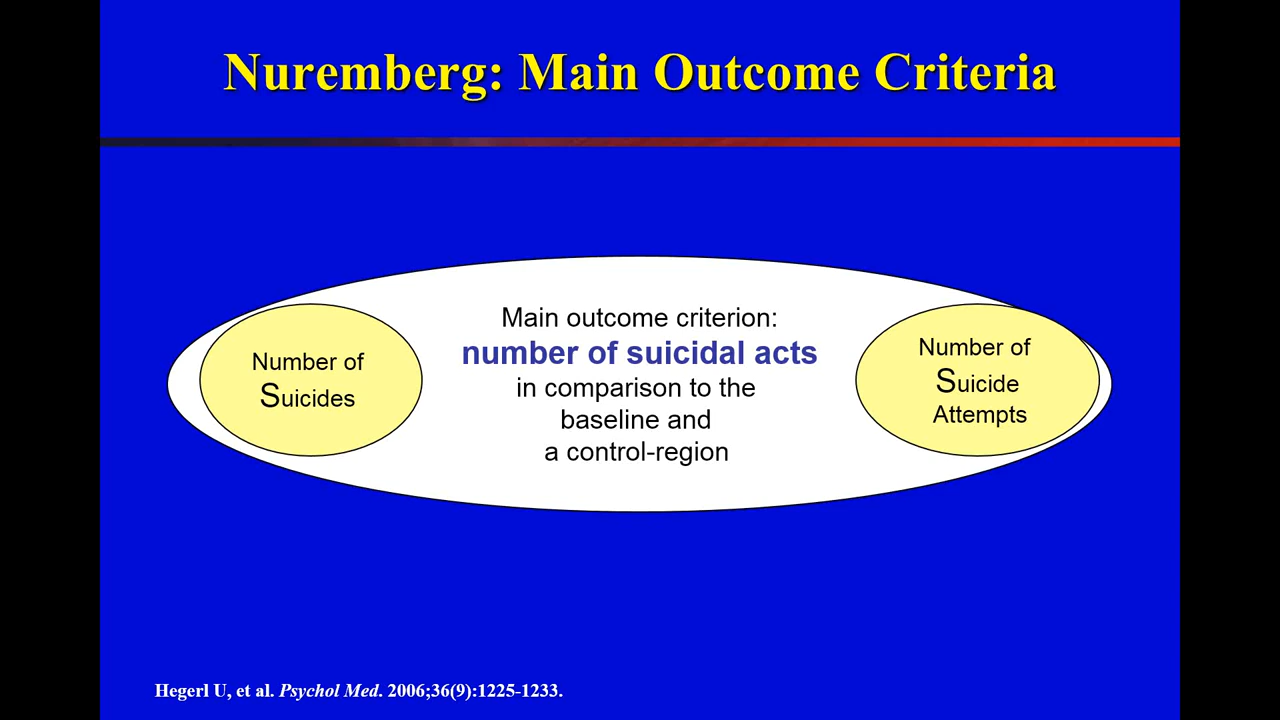 Nuremberg: Main Outcome Criteria
Number of
Suicides
Main outcome criterion:
number of suicidal acts
in comparison to the
baseline and
a control-region
Number of
Suicide
Attempts
Hegerl U, et al. Psychol Med. 2006;36(9):1225-1233.